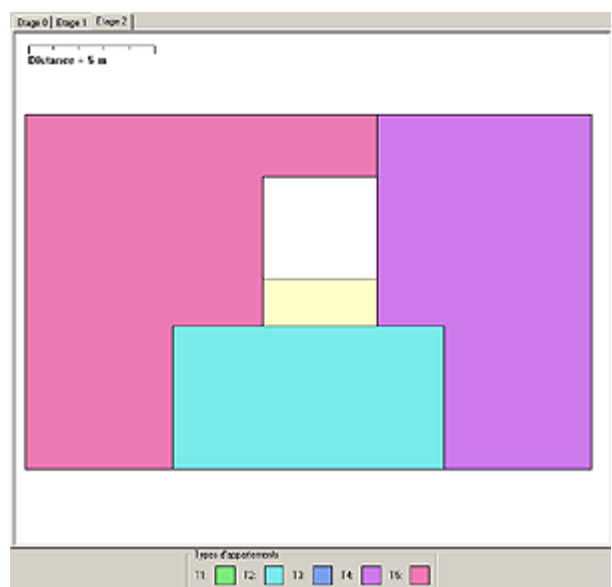 Etage 0 Etage 1 Etage 2
Distance = 5 m
Types d'appartements
T1: T2: T3: T4: T5: